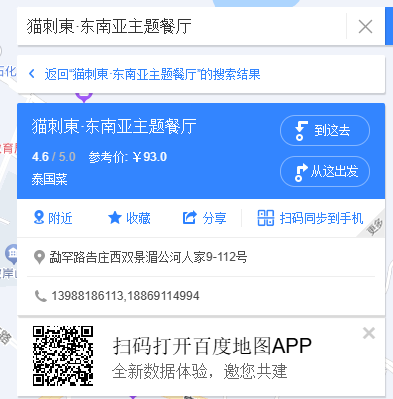 猫刺東·东南亚主题餐厅
返回“猫刺東·东南亚主题餐厅”的搜索结果
猫刺東·东南亚主题餐厅
到这去
4.6 / 5.0 参考价: ￥93.0
泰国菜
从这出发
附近
收藏
分享
扫码同步到手机
更多
勐罕路告庄西双景湄公河人家9-112号
13988186113,18869114994
扫码打开百度地图APP
全新数据体验，邀您共建